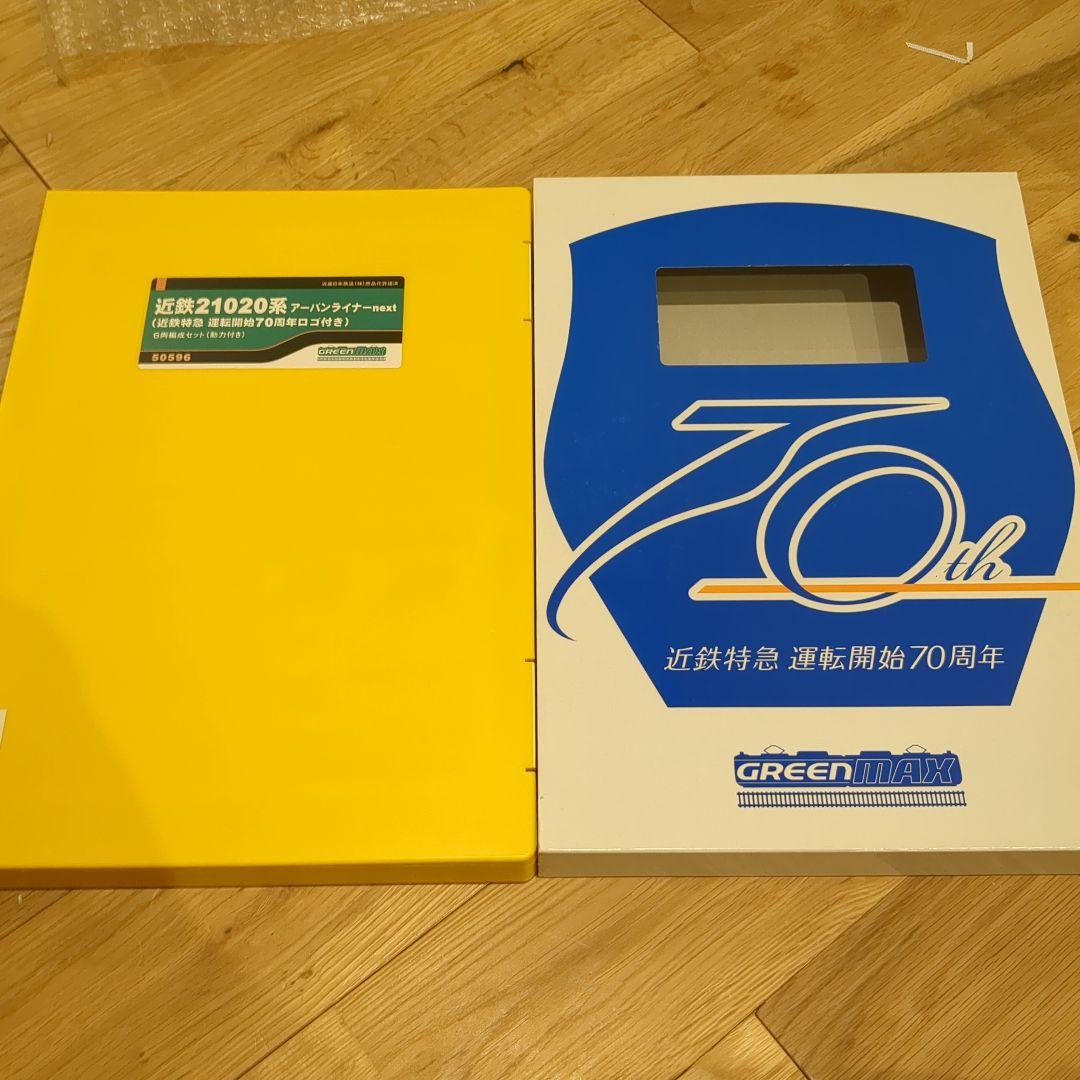 近畿日本鉄道(株)商品化許諾済
近鉄21020系 アーバンライナーnext
(近鉄特急 運転開始70周年ロゴ付き)
6両編成セット(動力付き)
50596
GREENMAX
70th
近鉄特急 運転開始70周年
GREENMAX